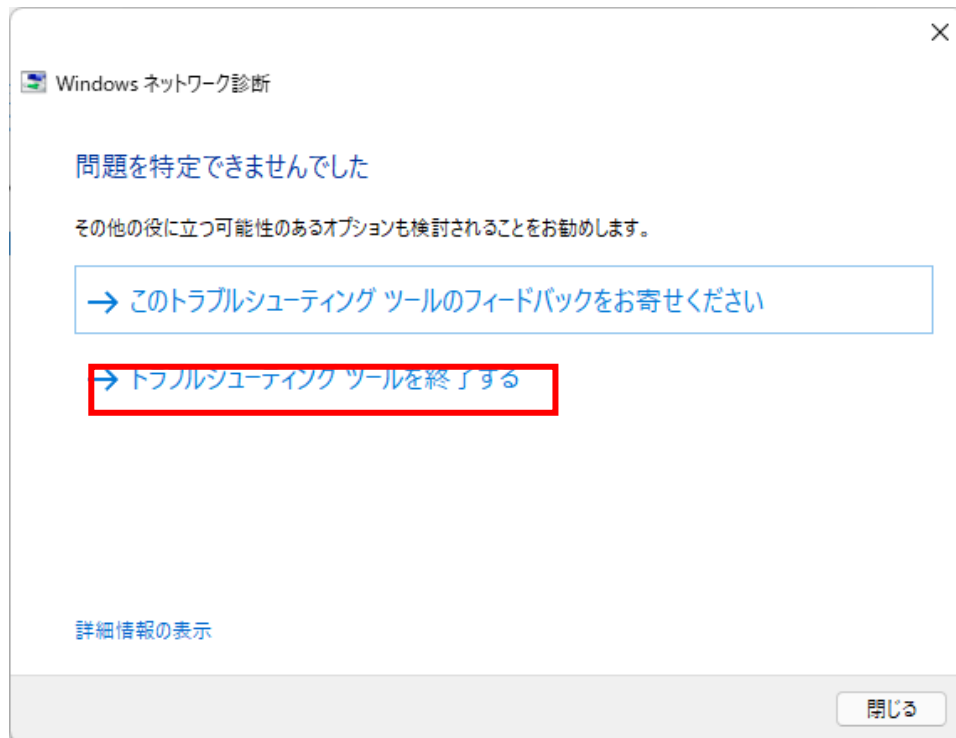 Windows ネットワーク診断
問題を特定できませんでした
その他の役に立つ可能性のあるオプションも検討されることをお勧めします。
→ このトラブルシューティング ツールのフィードバックをお寄せください
→ トラブルシューティング ツールを終了する
詳細情報の表示
閉じる